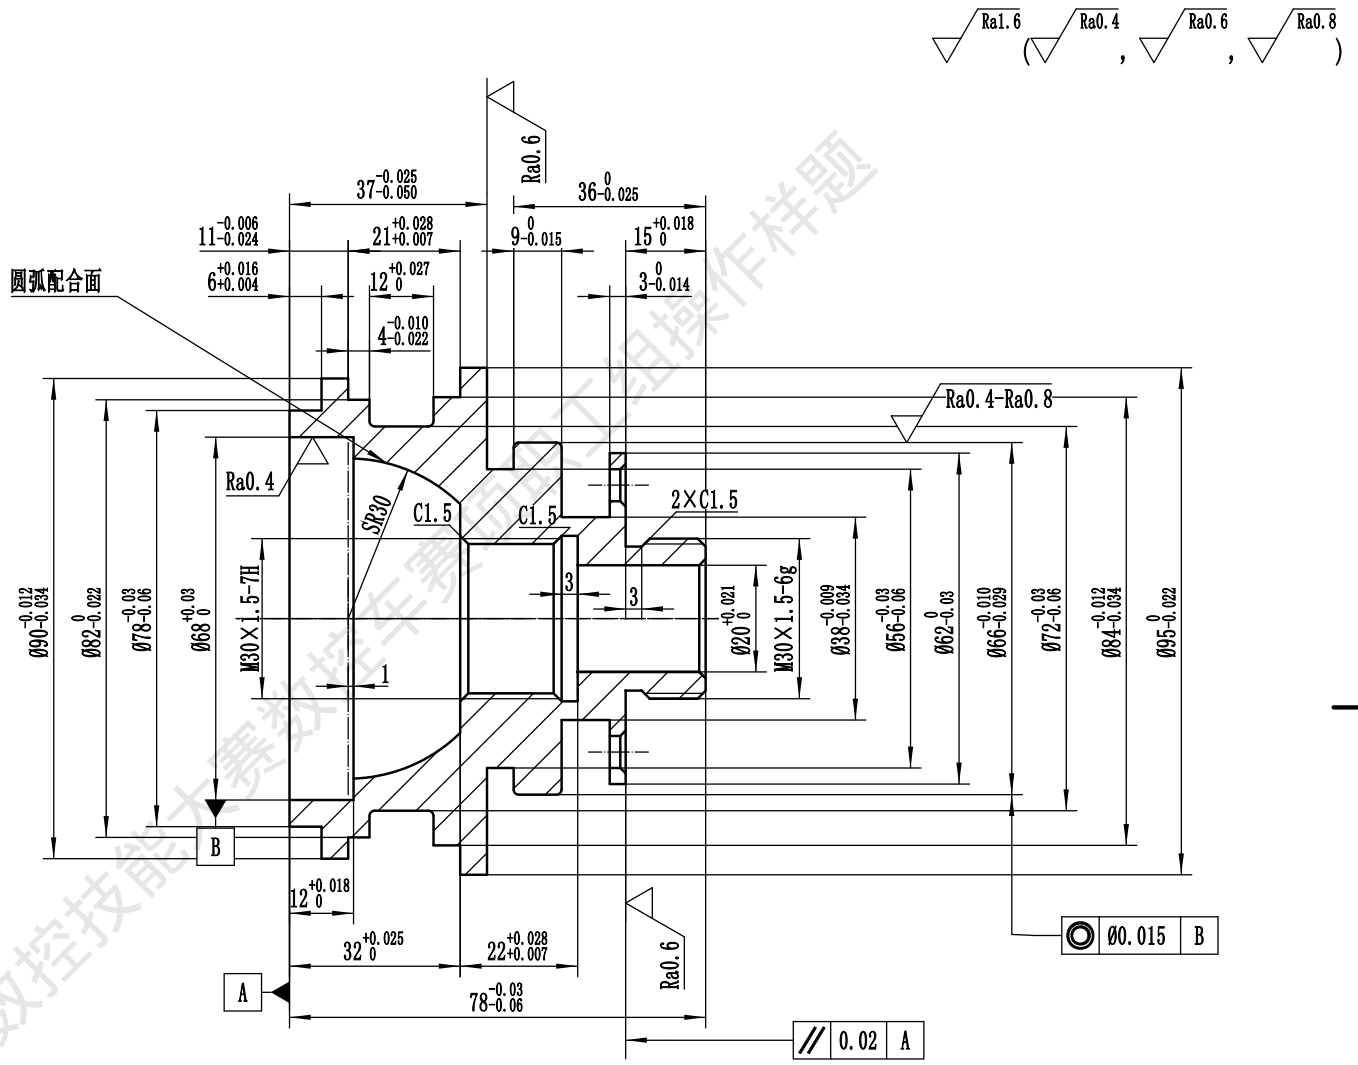 Ra1.6 (Ra0.4, Ra0.6, Ra0.8)
Ra0.6
37 -0.025 -0.050
36 0 -0.025
11 -0.006 -0.024
21 +0.028 +0.007
9 0 -0.015
15 +0.018 0
6 +0.016 +0.004
12 +0.027 0
3 0 -0.014
圆弧配合面
4 -0.010 -0.022
Ra0.4-Ra0.8
Ra0.4
SR30
C1.5
C1.5
2×C1.5
Ø90 -0.012 -0.034
Ø82 0 -0.022
Ø78 -0.03 -0.06
Ø68 +0.03 0
M30×1.5-7H
3
3
Ø20 +0.021 0
M30×1.5-6g
Ø38 -0.009 -0.034
Ø56 -0.03 -0.06
Ø62 0 -0.03
Ø66 -0.010 -0.029
Ø72 -0.03 -0.06
Ø84 -0.012 -0.034
Ø95 0 -0.022
1
B
12 +0.018 0
32 +0.025 0
22 +0.028 +0.007
Ra0.6
Ø0.015 B
A
78 -0.03 -0.06
// 0.02 A
数控技能大赛数控车赛项职工组操作样题